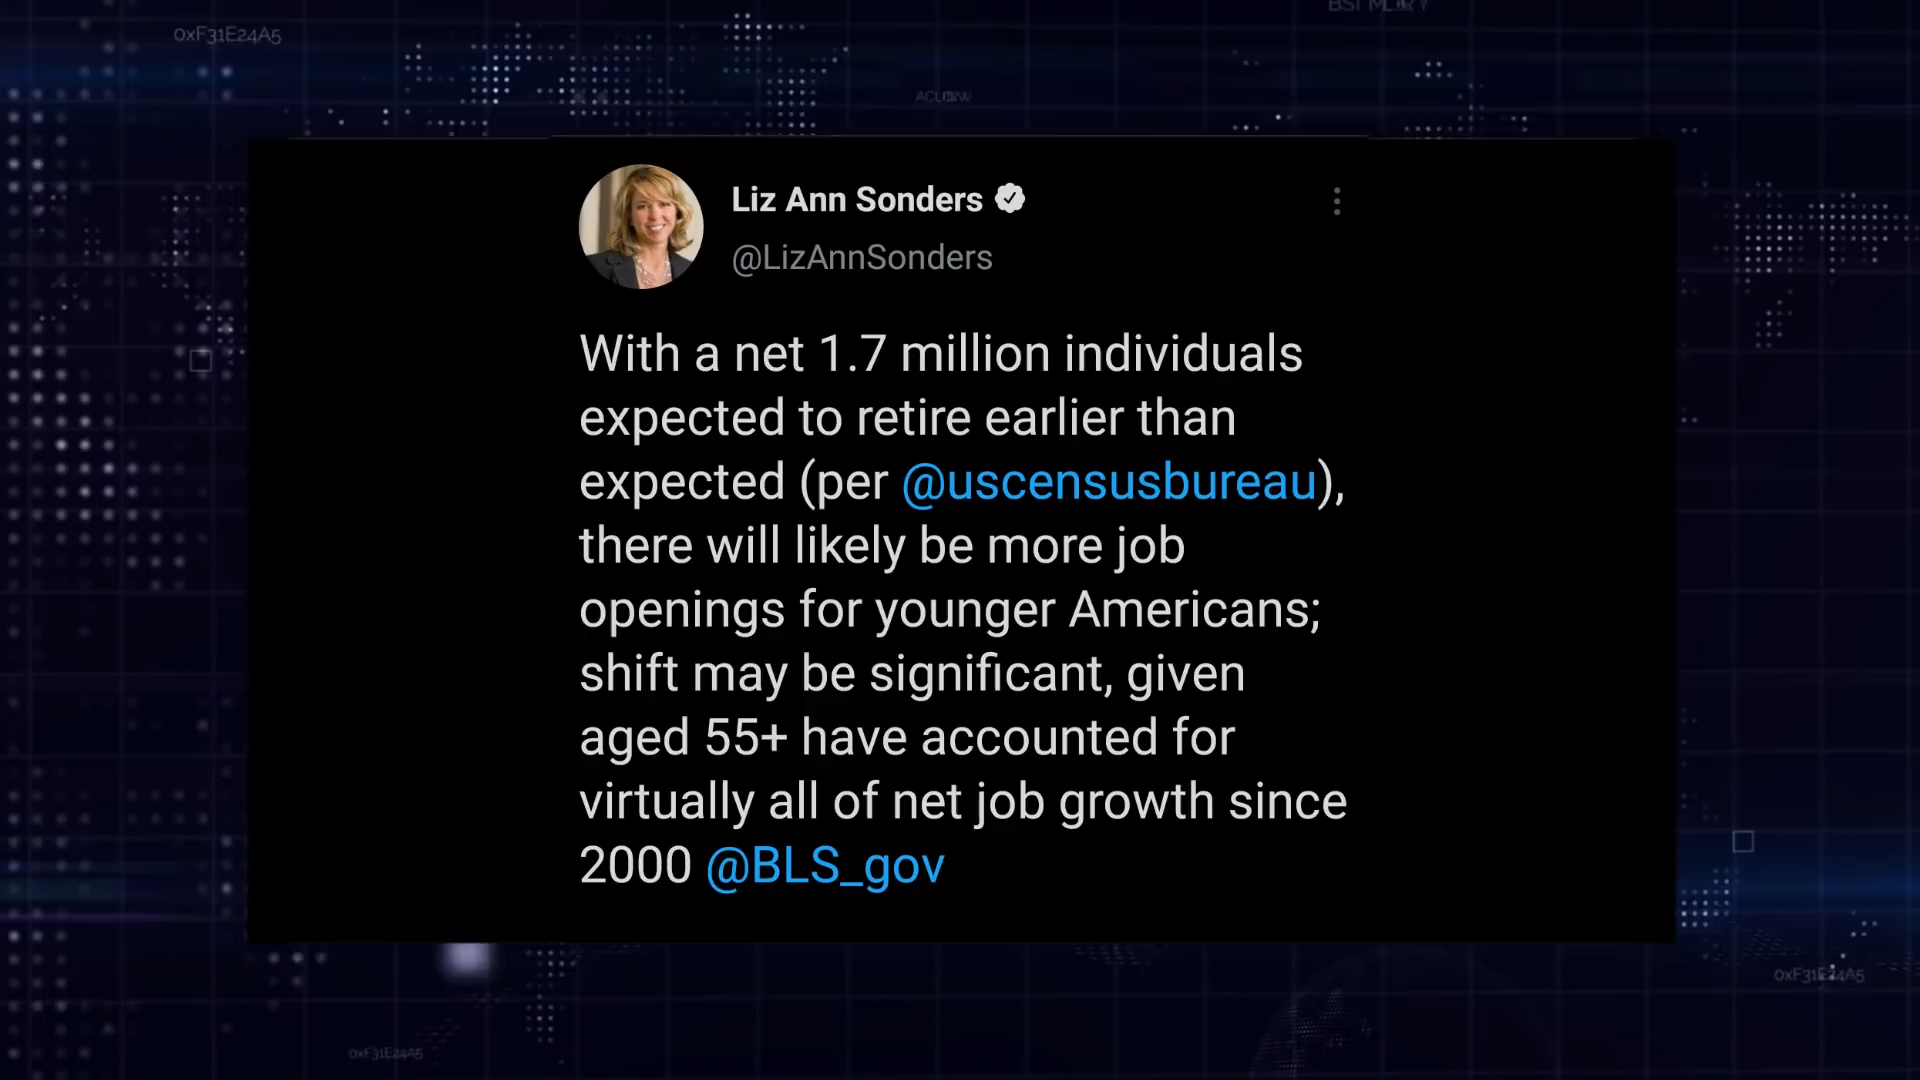 0xF31E24A5
Liz Ann Sonders
@LizAnnSonders
With a net 1.7 million individuals
expected to retire earlier than
expected (per @uscensusbureau),
there will likely be more job
openings for younger Americans;
shift may be significant, given
aged 55+ have accounted for
virtually all of net job growth since
2000 @BLS_gov
0xF31E24A5
0xF31E24A5